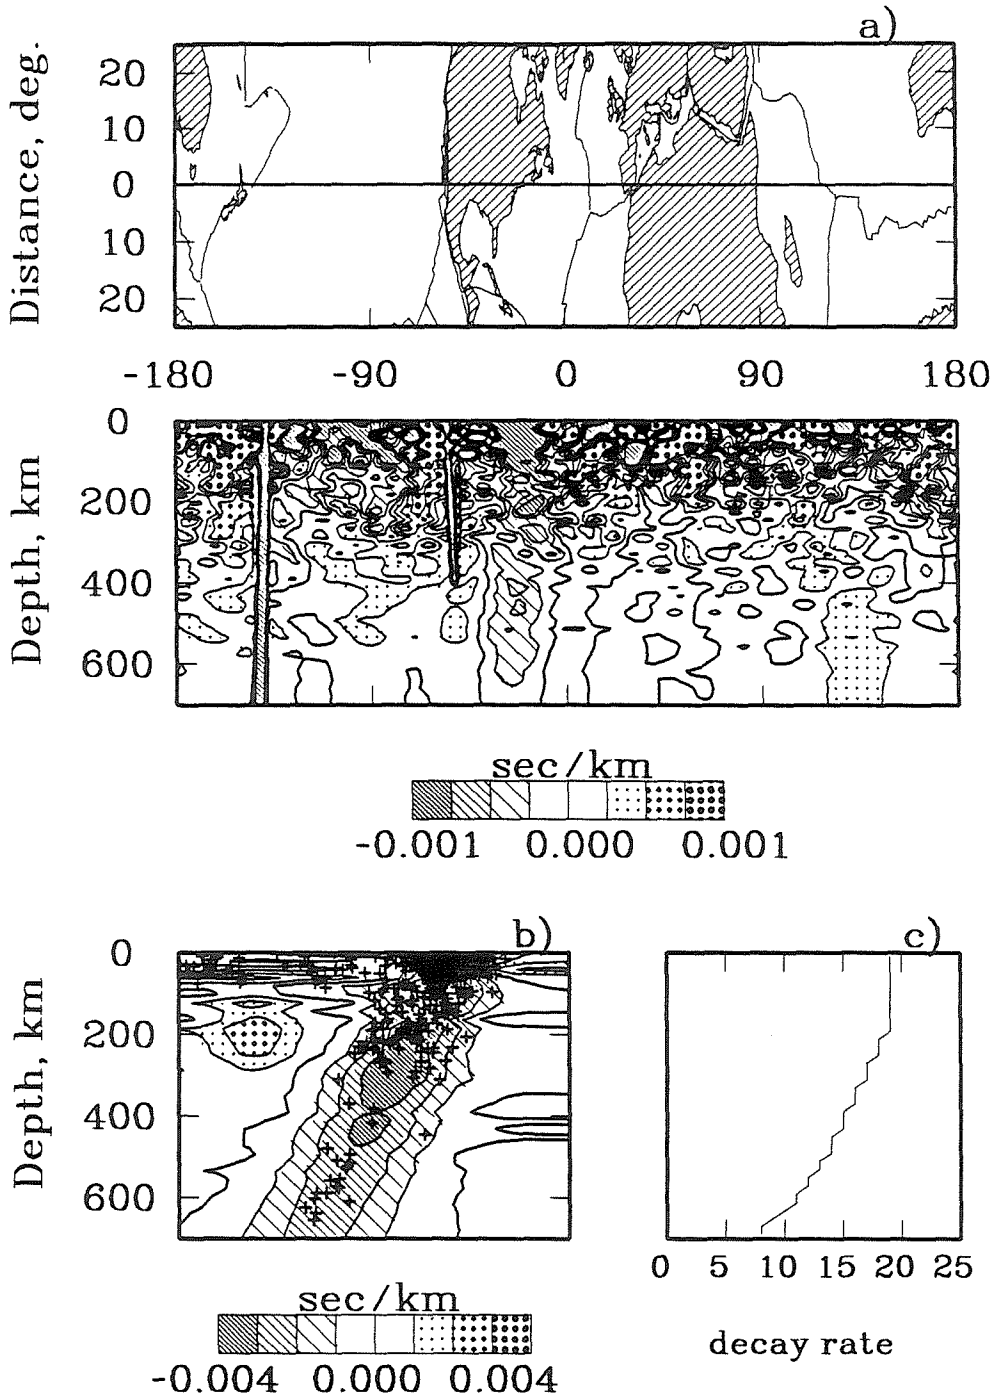 a)
Distance, deg.
20
10
0
10
20
-180 -90 0 90 180
Depth, km
0
200
400
600
sec/km
-0.001 0.000 0.001
b)
Depth, km
0
200
400
600
sec/km
-0.004 0.000 0.004
c)
0 5 10 15 20 25
decay rate